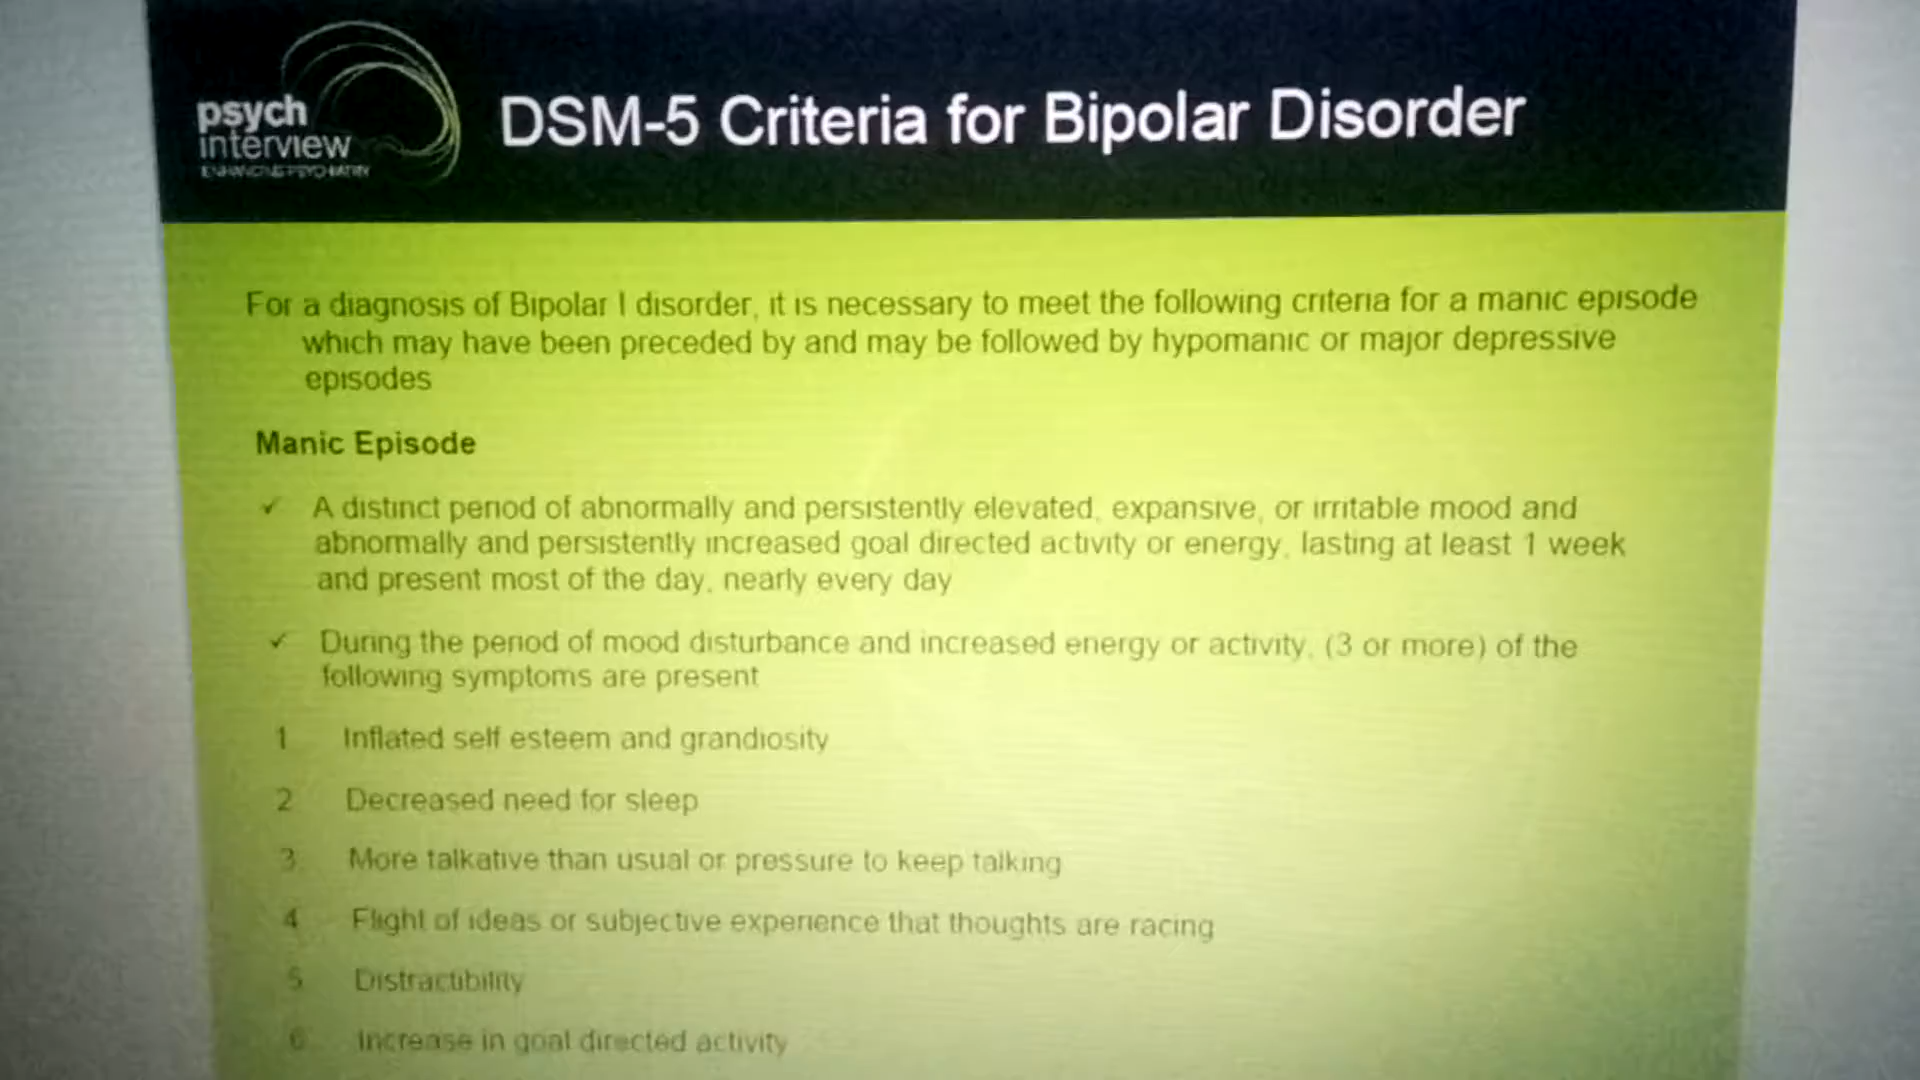 psych
interview
ENHANCING PSYCHIATRY
DSM-5 Criteria for Bipolar Disorder
For a diagnosis of Bipolar I disorder, it is necessary to meet the following criteria for a manic episode
which may have been preceded by and may be followed by hypomanic or major depressive
episodes
Manic Episode
✓ A distinct period of abnormally and persistently elevated, expansive, or irritable mood and
abnormally and persistently increased goal directed activity or energy, lasting at least 1 week
and present most of the day, nearly every day
✓ During the period of mood disturbance and increased energy or activity, (3 or more) of the
following symptoms are present
1 Inflated self esteem and grandiosity
2 Decreased need for sleep
3 More talkative than usual or pressure to keep talking
4 Flight of ideas or subjective experience that thoughts are racing
5 Distractibility
6 Increase in goal directed activity